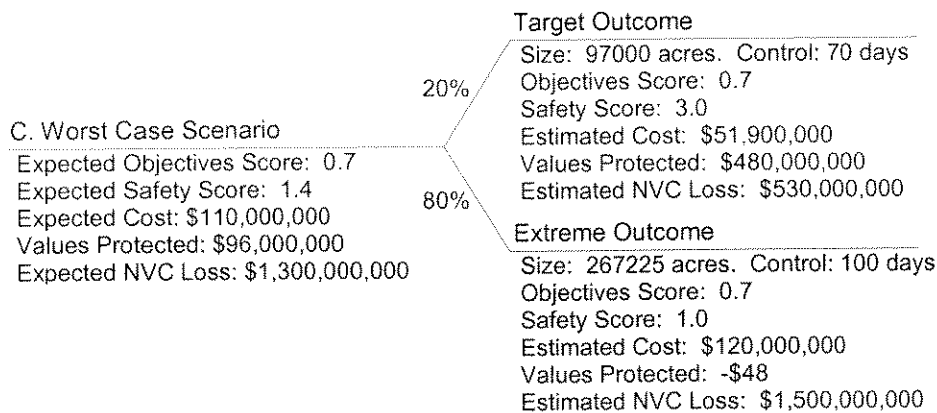 C. Worst Case Scenario
Expected Objectives Score: 0.7
Expected Safety Score: 1.4
Expected Cost: $110,000,000
Values Protected: $96,000,000
Expected NVC Loss: $1,300,000,000
20%
Target Outcome
Size: 97000 acres. Control: 70 days
Objectives Score: 0.7
Safety Score: 3.0
Estimated Cost: $51,900,000
Values Protected: $480,000,000
Estimated NVC Loss: $530,000,000
80%
Extreme Outcome
Size: 267225 acres. Control: 100 days
Objectives Score: 0.7
Safety Score: 1.0
Estimated Cost: $120,000,000
Values Protected: -$48
Estimated NVC Loss: $1,500,000,000